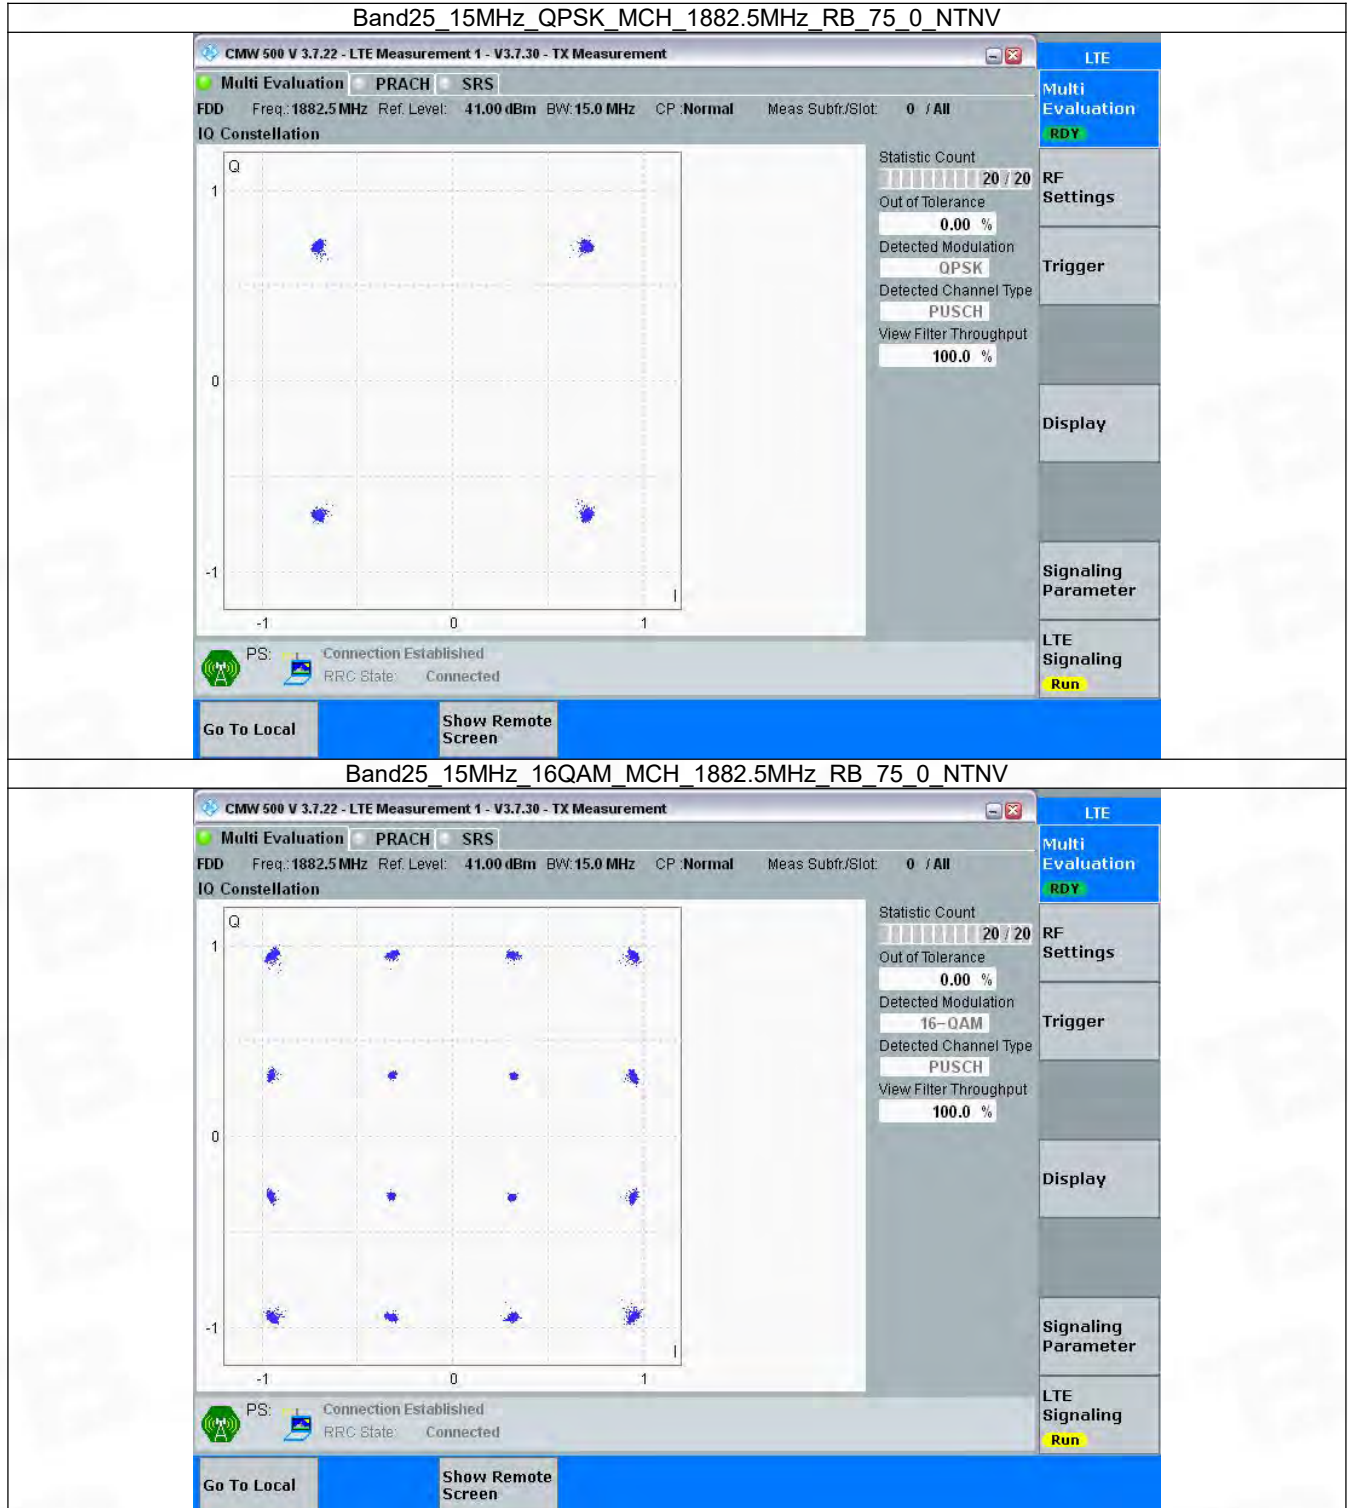 Band25_15MHz_QPSK_MCH_1882.5MHz_RB_75_0_NTNV
CMW 500 V 3.7.22 - LTE Measurement 1 - V3.7.30 - TX Measurement
LTE
Multi Evaluation PRACH SRS
Multi
Evaluation
RDY
FDD Freq.:1882.5 MHz Ref. Level: 41.00 dBm BW:15.0 MHz CP :Normal Meas Subfr./Slot: 0 / All
IQ Constellation
Q
1
0
-1
-1 0 1
I
Statistic Count
20 / 20
Out of Tolerance
0.00 %
Detected Modulation
QPSK
Detected Channel Type
PUSCH
View Filter Throughput
100.0 %
RF
Settings
Trigger
Display
Signaling
Parameter
LTE
Signaling
Run
PS: Connection Established
RRC State: Connected
Go To Local
Show Remote
Screen
Band25_15MHz_16QAM_MCH_1882.5MHz_RB_75_0_NTNV
CMW 500 V 3.7.22 - LTE Measurement 1 - V3.7.30 - TX Measurement
LTE
Multi Evaluation PRACH SRS
Multi
Evaluation
RDY
FDD Freq.:1882.5 MHz Ref. Level: 41.00 dBm BW:15.0 MHz CP :Normal Meas Subfr./Slot: 0 / All
IQ Constellation
Q
1
0
-1
-1 0 1
I
Statistic Count
20 / 20
Out of Tolerance
0.00 %
Detected Modulation
16-QAM
Detected Channel Type
PUSCH
View Filter Throughput
100.0 %
RF
Settings
Trigger
Display
Signaling
Parameter
LTE
Signaling
Run
PS: Connection Established
RRC State: Connected
Go To Local
Show Remote
Screen